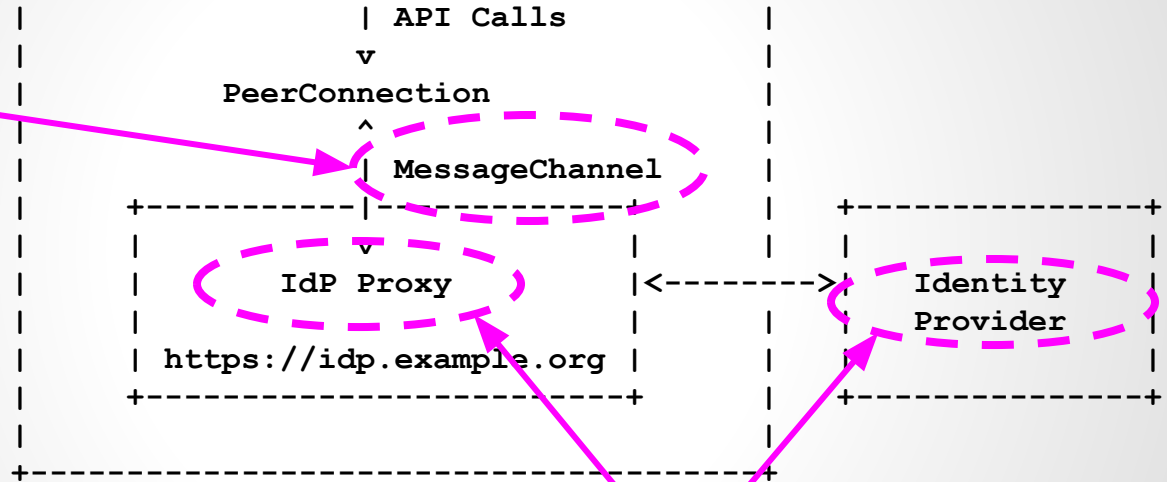 API Calls
v
PeerConnection
^
MessageChannel
v
IdP Proxy
<-------->
Identity
Provider
https://idp.example.org